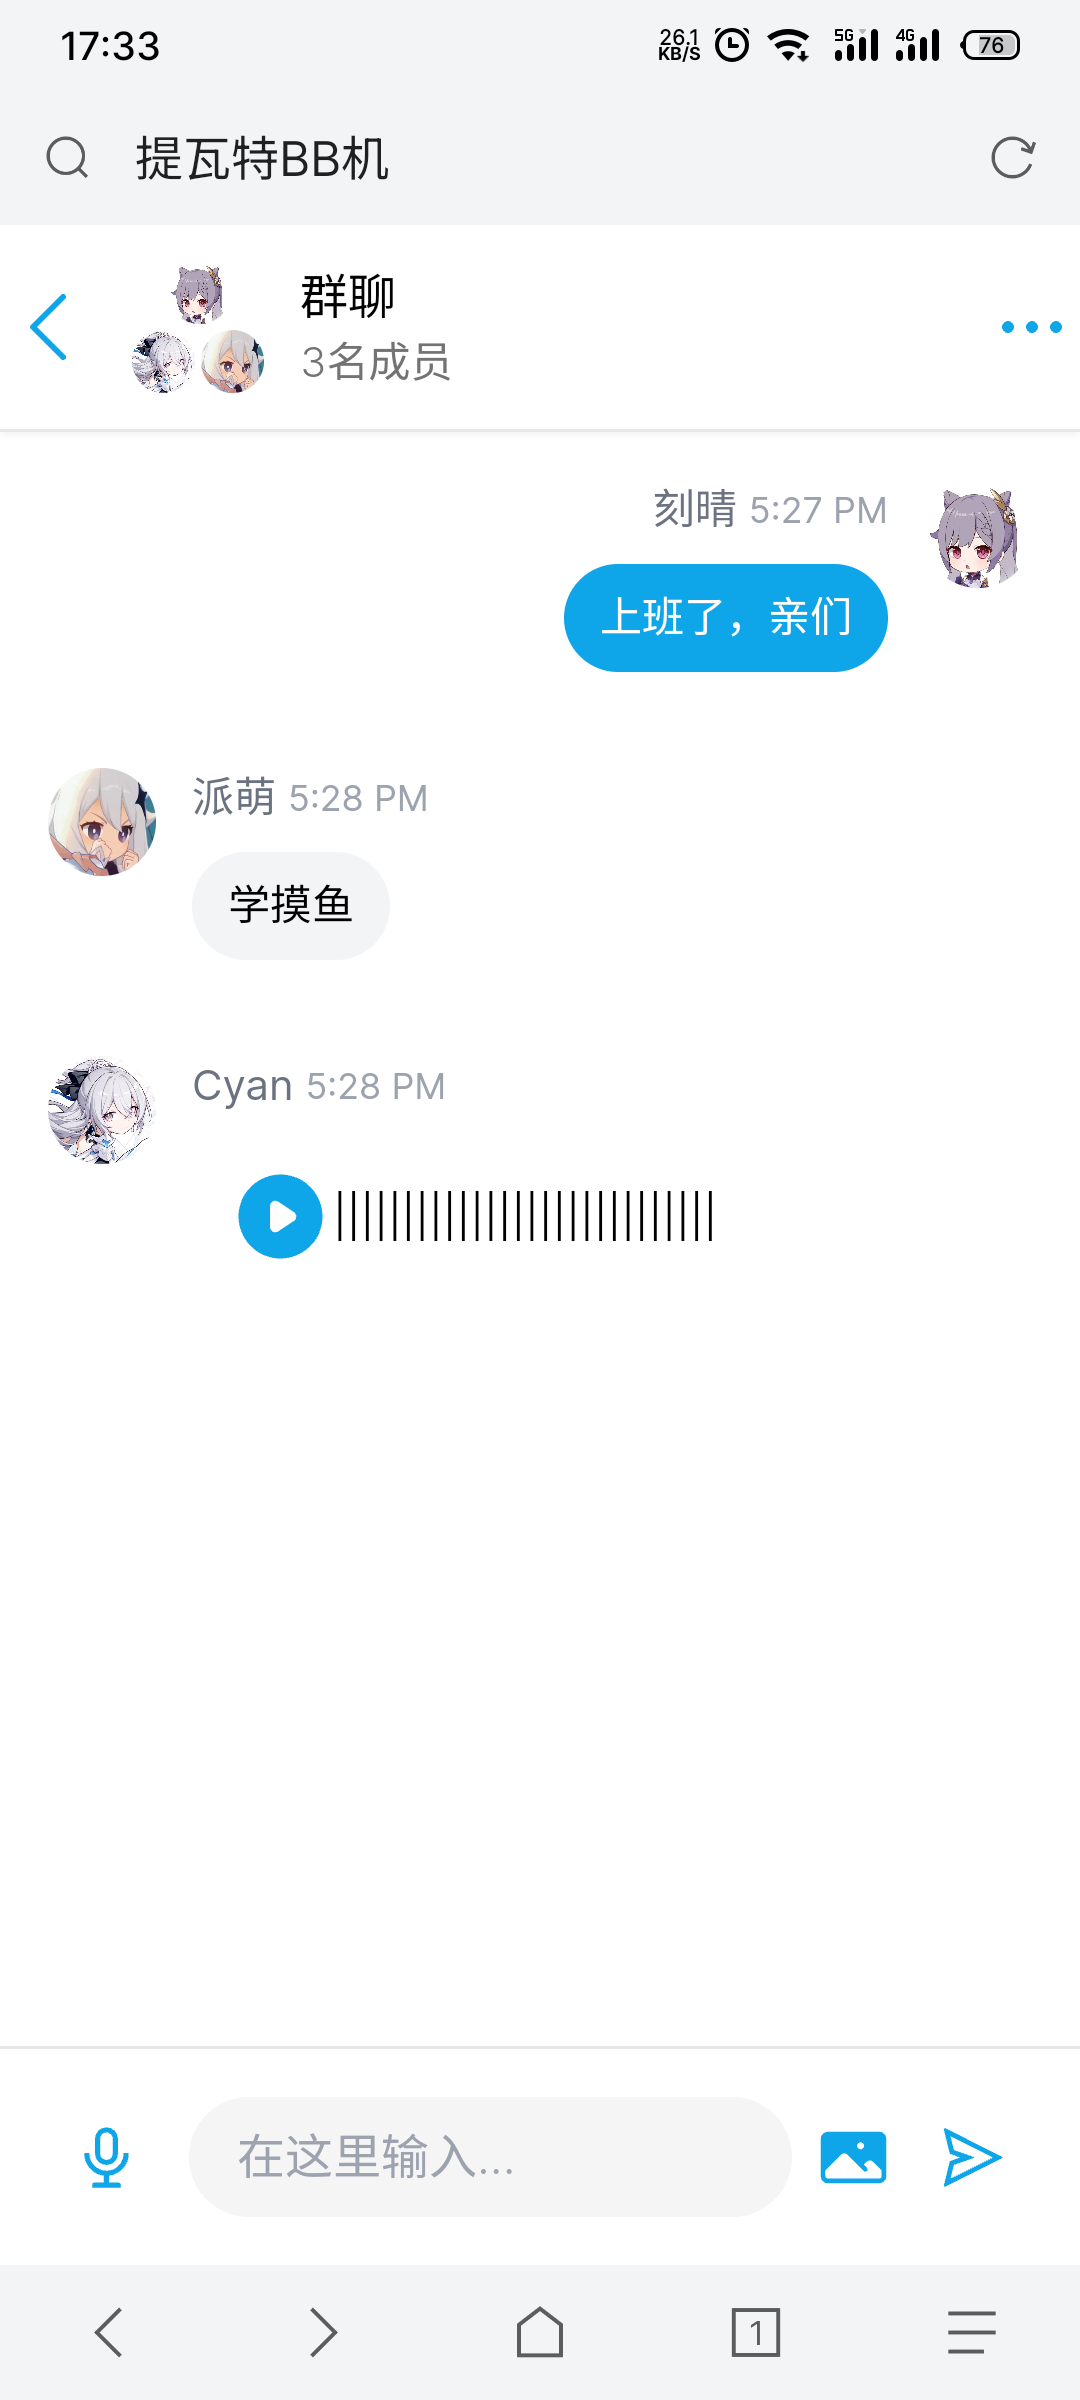 17:33
26.1 KB/S
5G
4G
76
提瓦特BB机
群聊
3名成员
刻晴 5:27 PM
上班了，亲们
派萌 5:28 PM
学摸鱼
Cyan 5:28 PM
在这里输入...
1